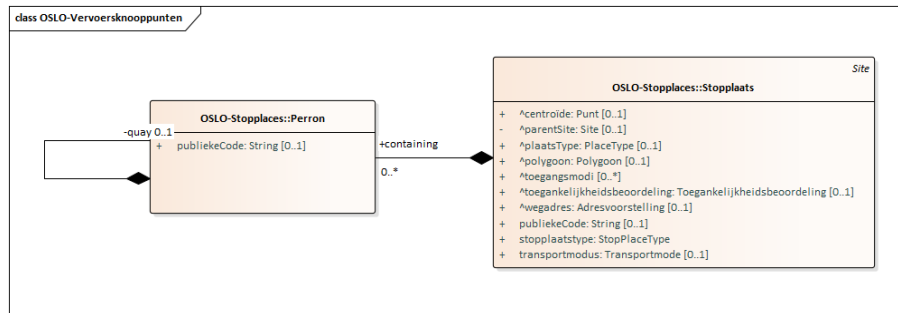 class OSLO-Vervoersknooppunten
OSLO-Stopplaces::Perron
-quay 0..1
+ publiekeCode: String [0..1]
+containing
0..*
Site
OSLO-Stopplaces::Stopplaats
+ ^centroïde: Punt [0..1]
- ^parentSite: Site [0..1]
+ ^plaatsType: PlaceType [0..1]
+ ^polygoon: Polygoon [0..1]
+ ^toegangsmodi [0..*]
+ ^toegankelijkheidsbeoordeling: Toegankelijkheidsbeoordeling [0..1]
+ ^wegadres: Adresvoorstelling [0..1]
+ publiekeCode: String [0..1]
+ stopplaatstype: StopPlaceType
+ transportmodus: Transportmode [0..1]